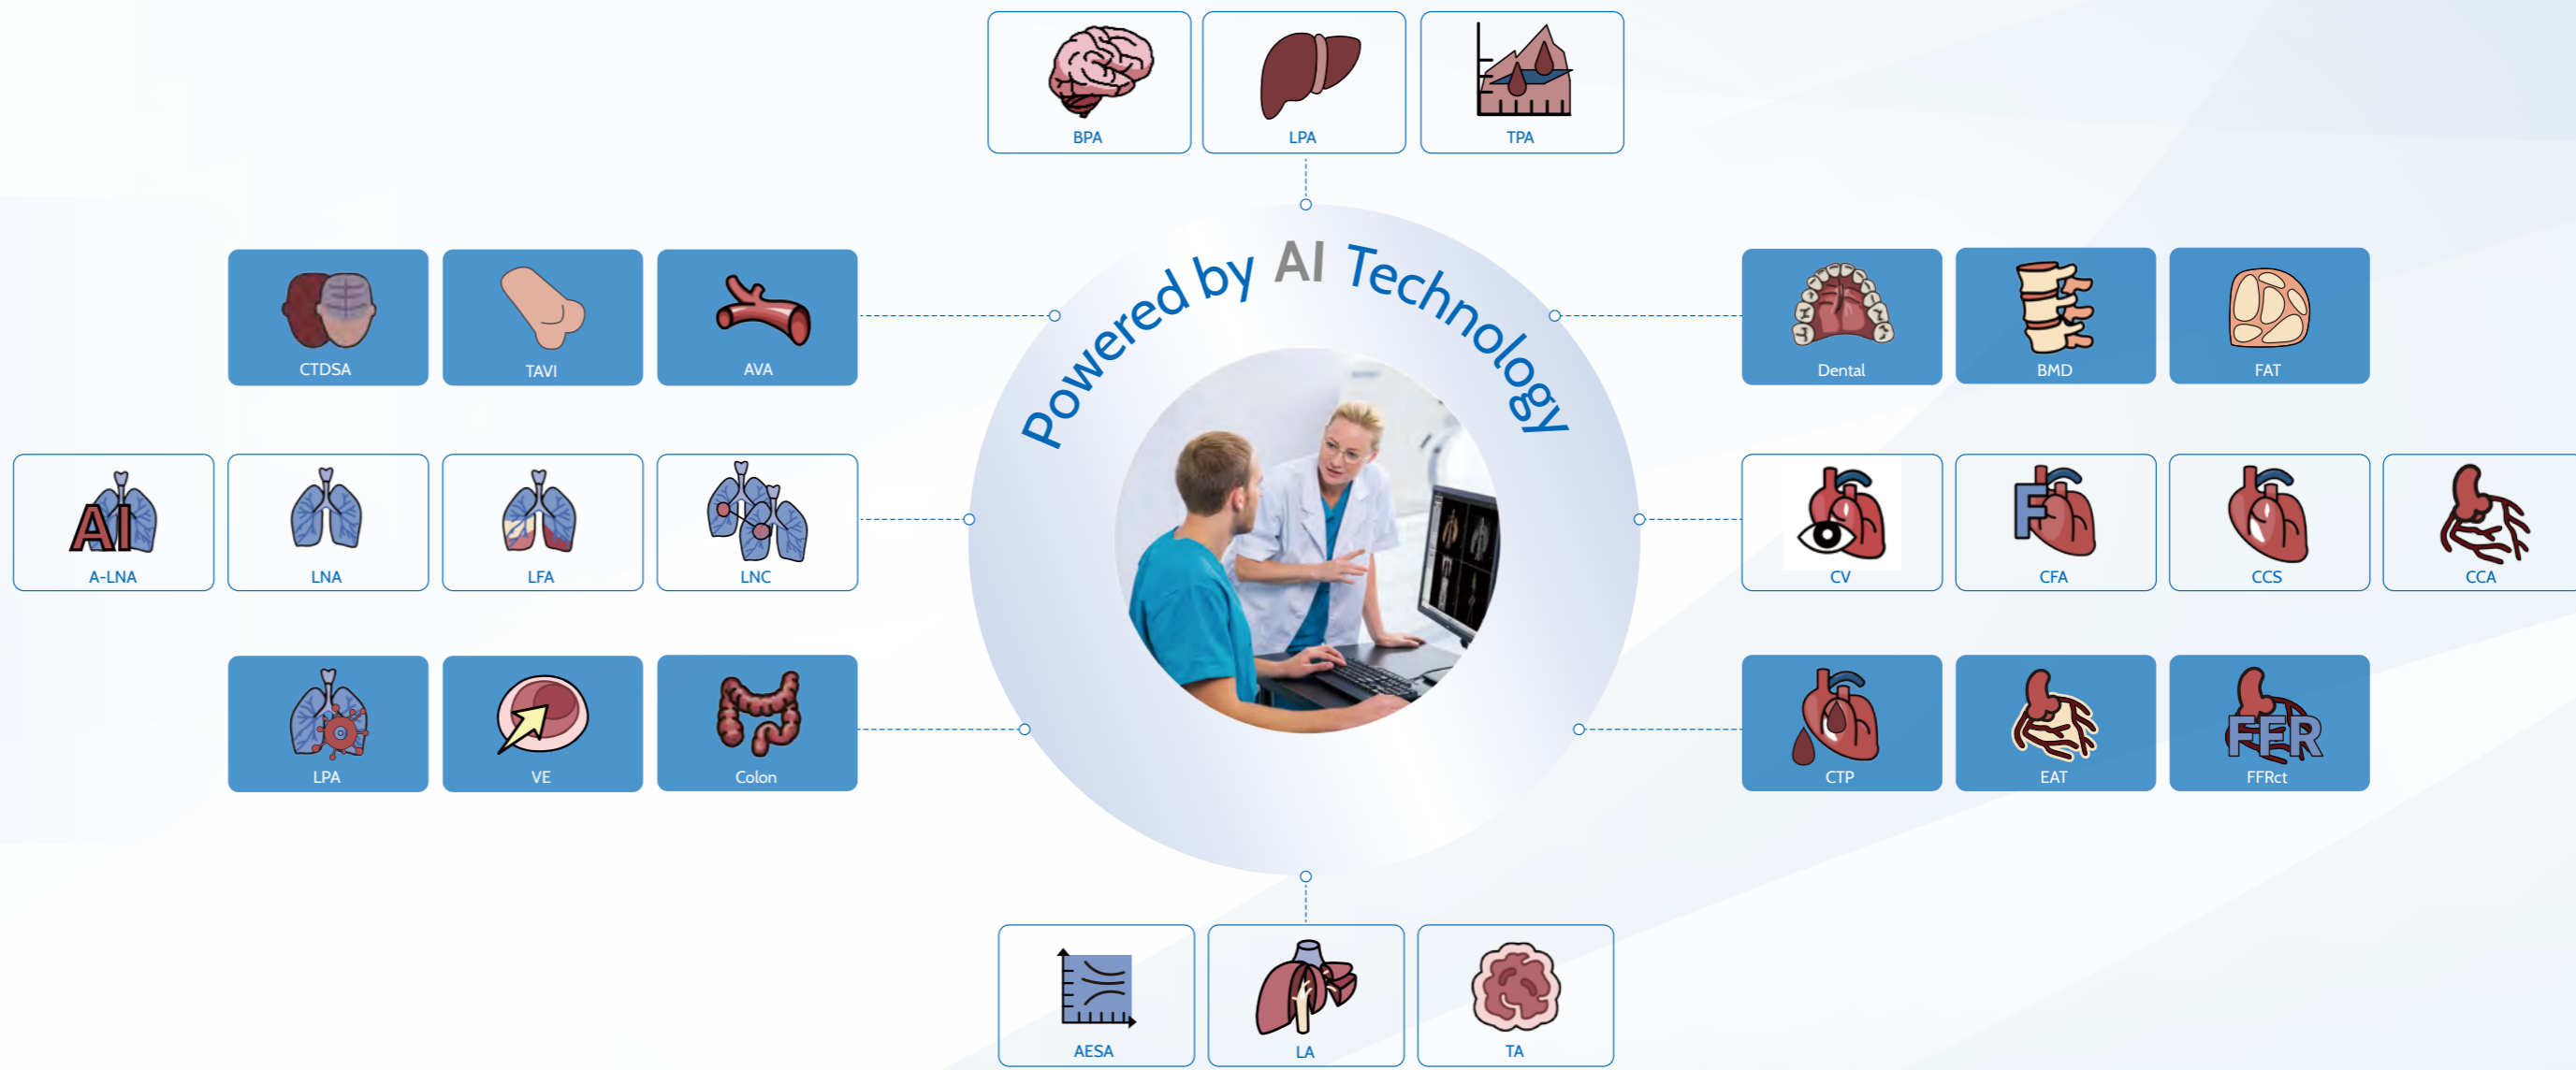 BPA
LPA
TPA
Powered by AI Technology
CTDSA
TAVI
AVA
Dental
BMD
FAT
AI
A-LNA
LNA
LFA
LNC
CV
F
CFA
CCS
CCA
LPA
VE
Colon
CTP
EAT
FFR
FFRct
AESA
LA
TA